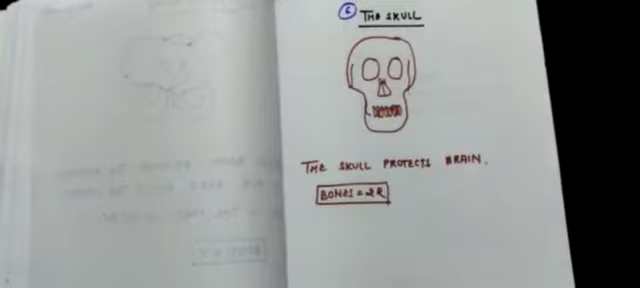 6 THE SKULL
THE SKULL PROTECTS BRAIN.
BONES = 22